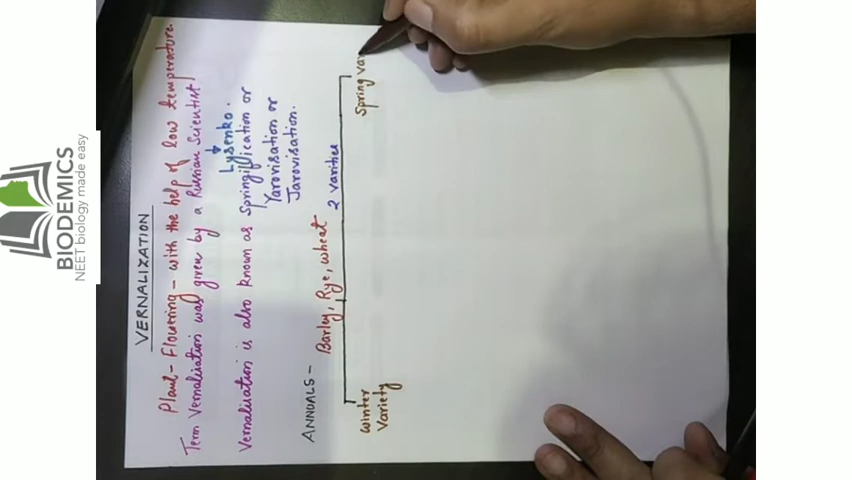 BIODEMICS
NEET biology made easy
VERNALIZATION
Plant - Flowering - with the help of low temperature.
Term Vernalisation was given by a Russian Scientist
Lysenko.
Vernalisation is also known as Springification or
Yarovisation or
Jarovisation.
ANNUALS - Barley, Rye, wheat
2 varities
Winter
Variety
Spring va